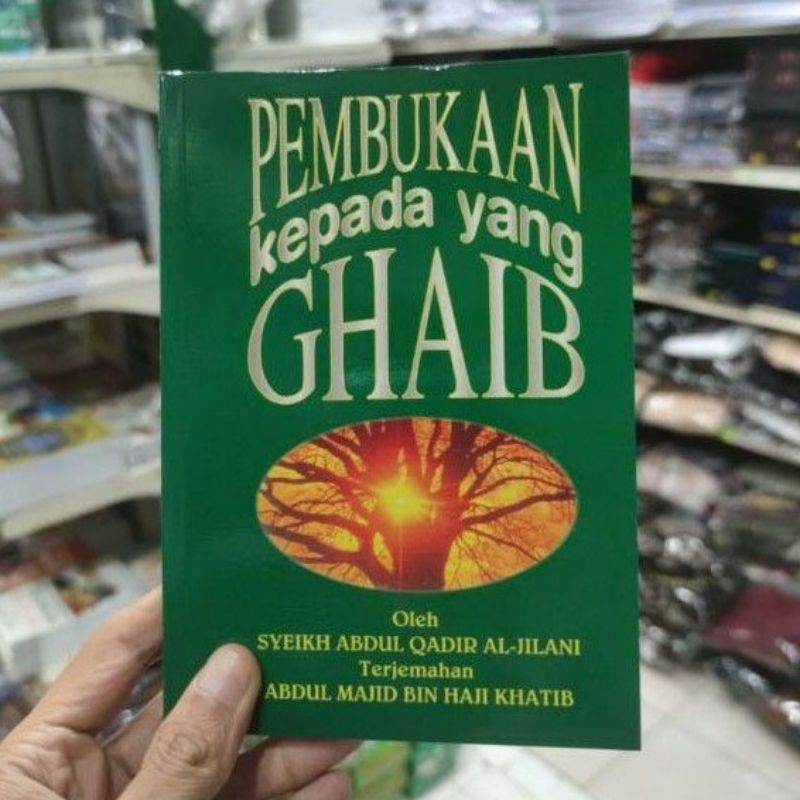 PEMBUKAAN
kepada yang
GHAIB
Oleh
SYEIKH ABDUL QADIR AL-JILANI
Terjemahan
ABDUL MAJID BIN HAJI KHATIB